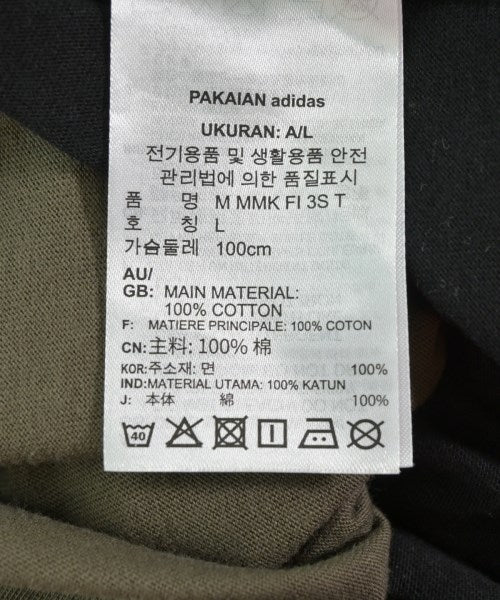 PAKAIAN adidas
UKURAN: A/L
전기용품 및 생활용품 안전
관리법에 의한 품질표시
품 명 M MMK FI 3S T
호 칭 L
가슴둘레 100cm
AU/
GB: MAIN MATERIAL:
100% COTTON
F: MATIERE PRINCIPALE: 100% COTON
CN: 主料: 100% 棉
KOR: 주소재: 면 100%
IND: MATERIAL UTAMA: 100% KATUN
J: 本体 綿 100%
40